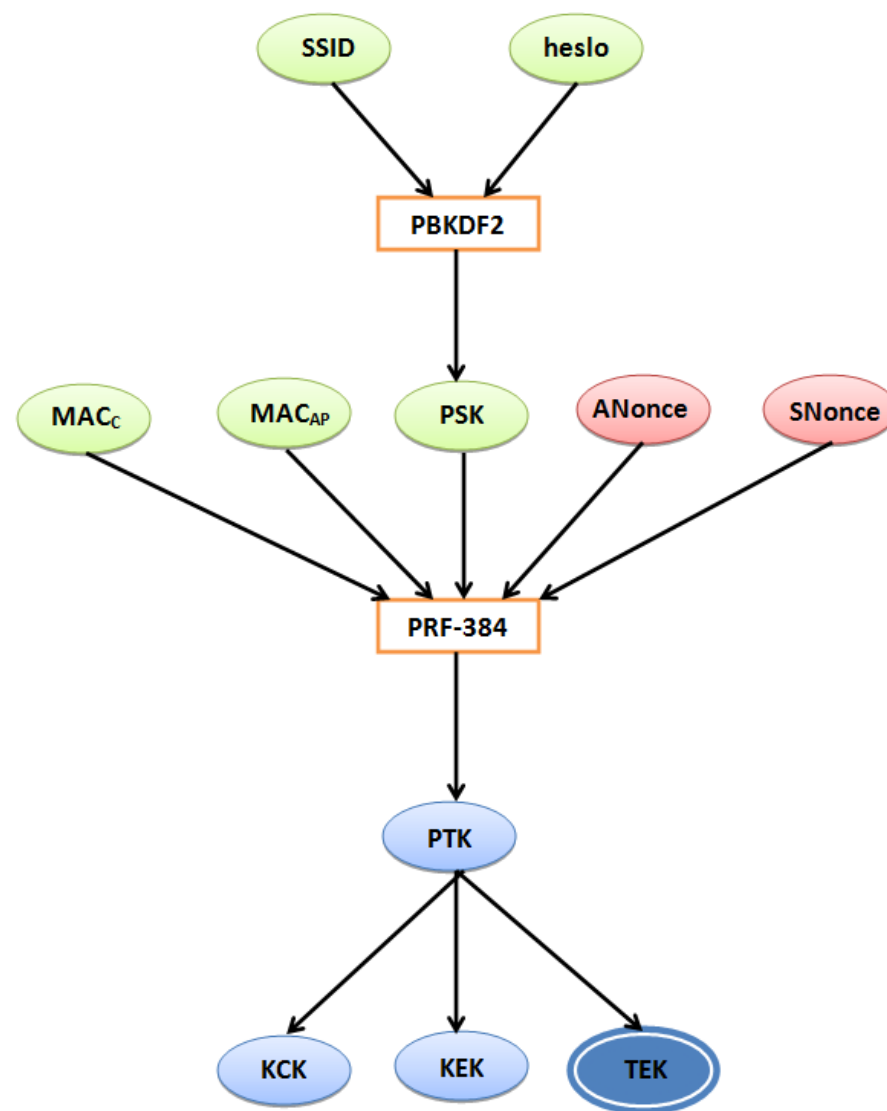 SSID
heslo
PBKDF2
MACC
MACAP
PSK
ANonce
SNonce
PRF-384
PTK
KCK
KEK
TEK